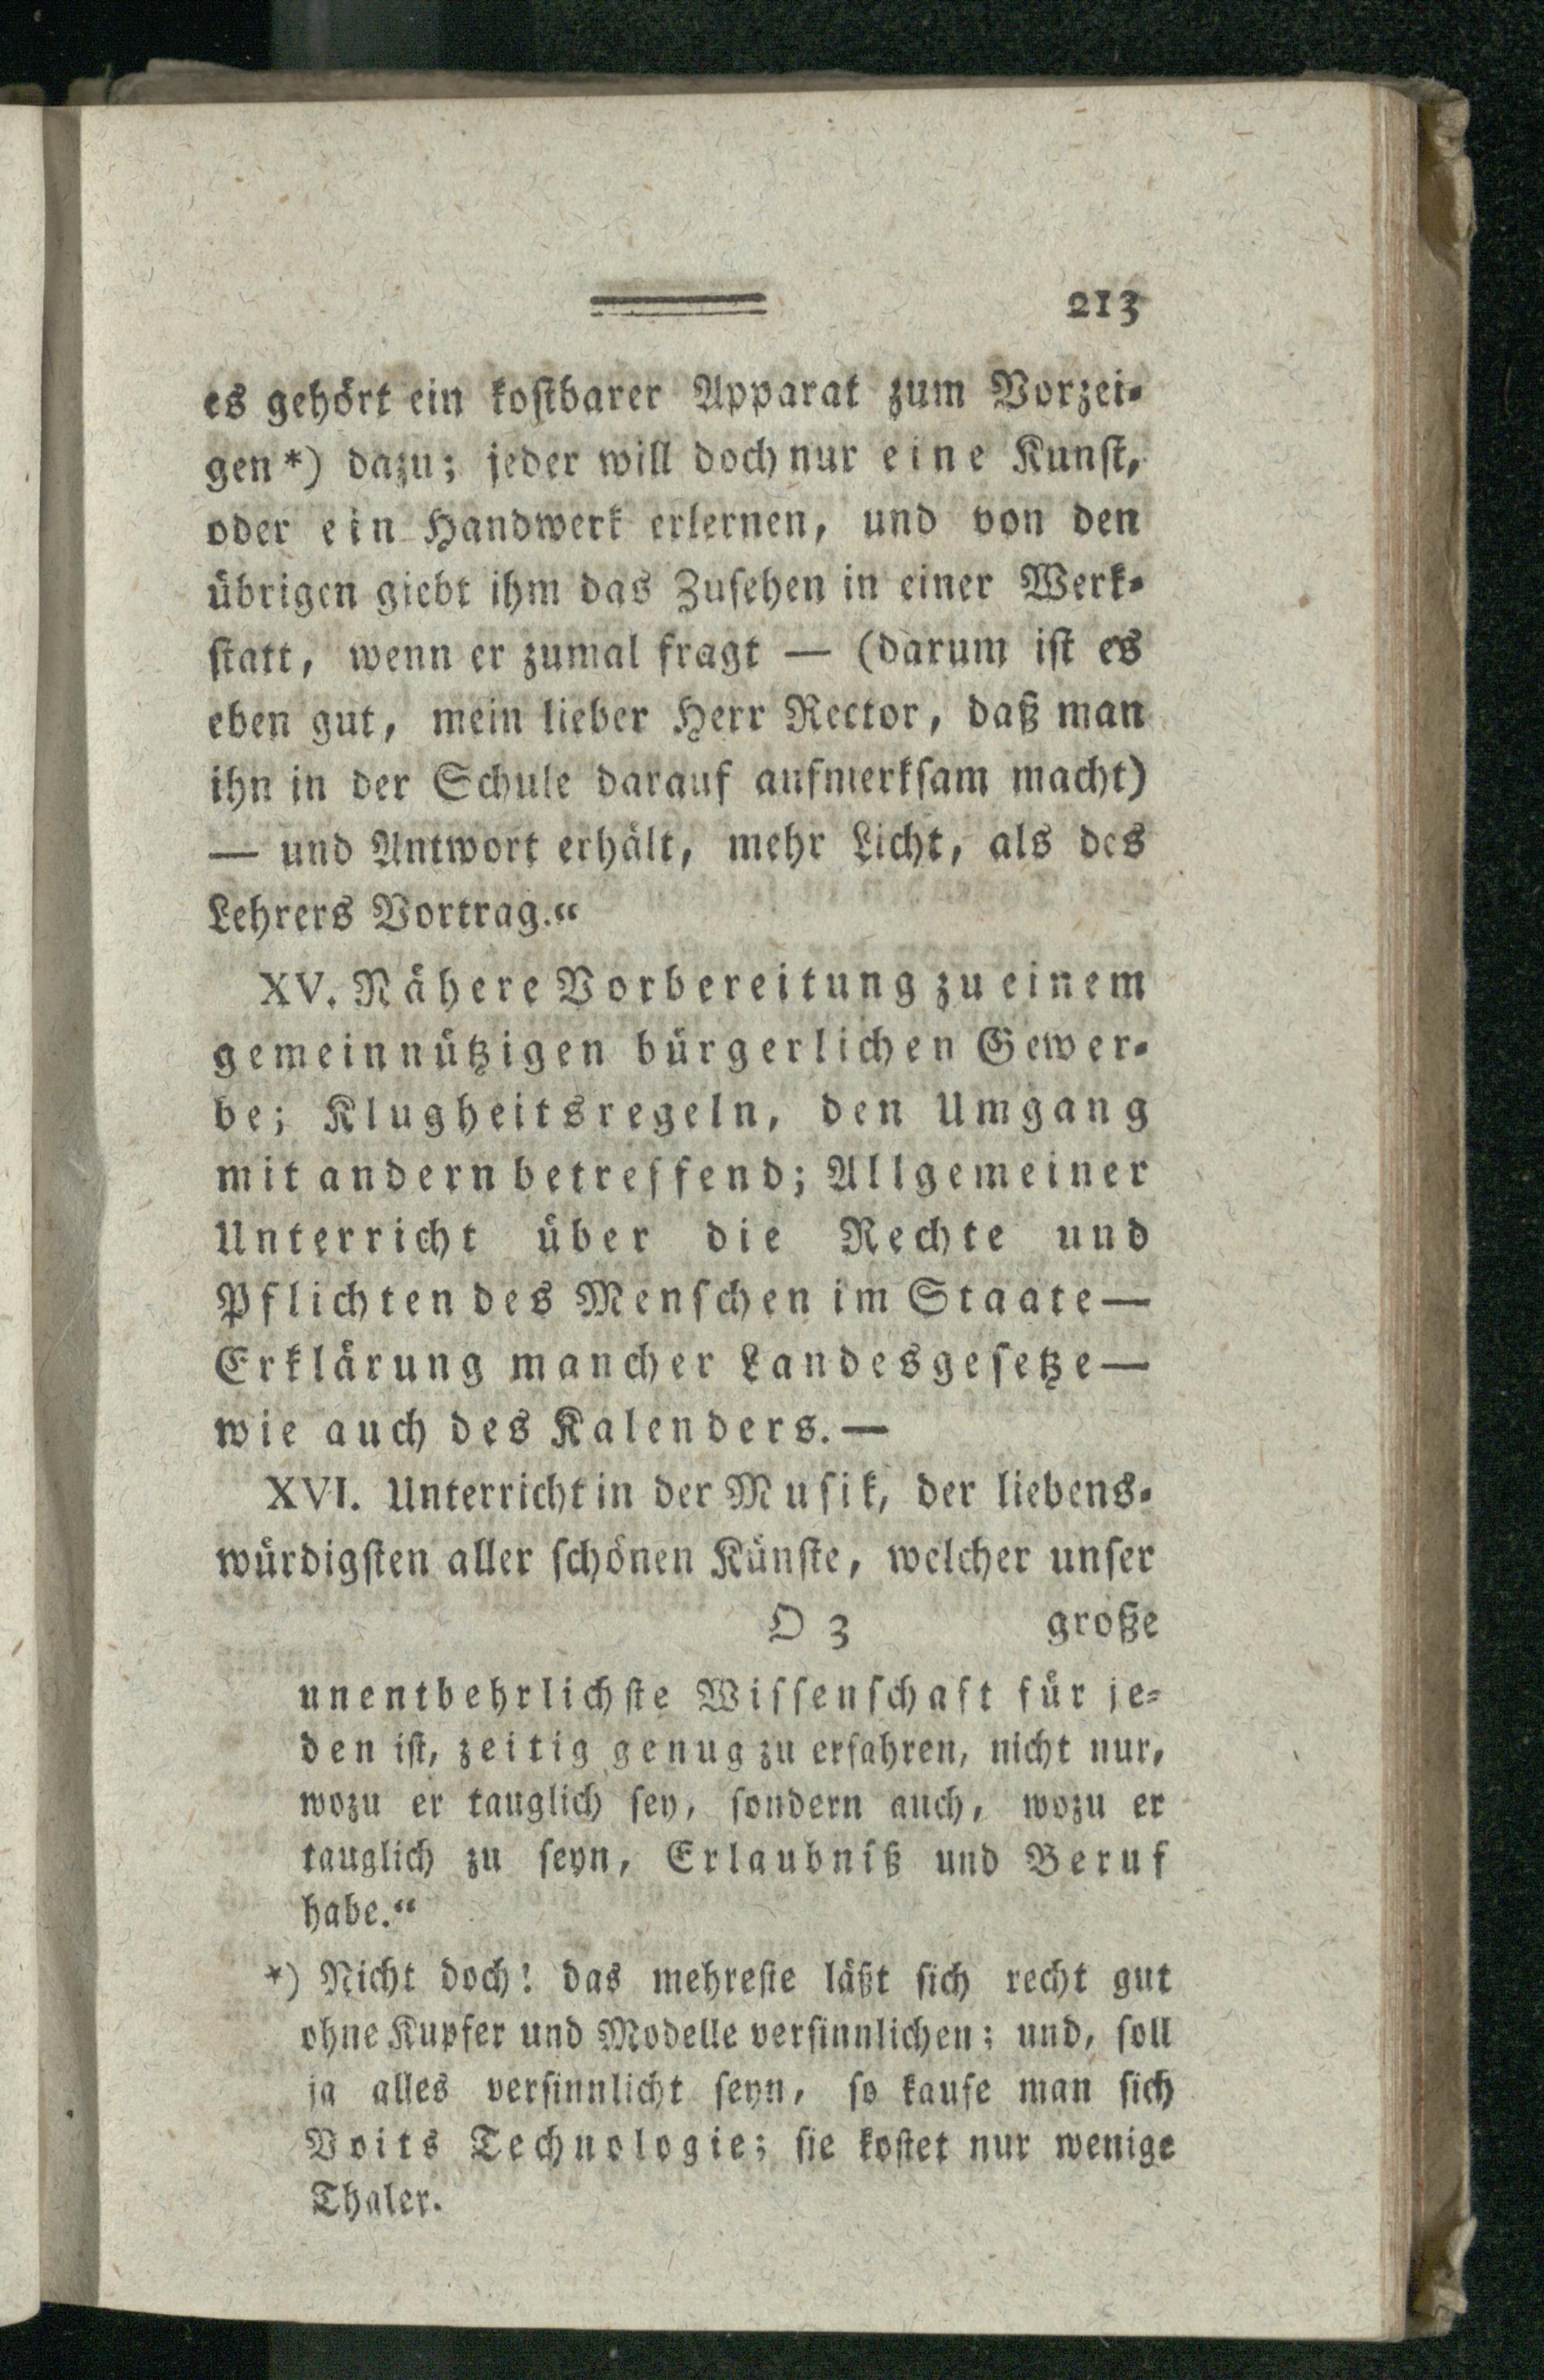 213
es gehört ein kostbarer Apparat zum Vorzei-
gen *) dazu; jeder will doch nur eine Kunst,
oder ein Handwerk erlernen, und von den
übrigen giebt ihm das Zusehen in einer Werk-
statt, wenn er zumal fragt — (darum ist es
eben gut, mein lieber Herr Rector, daß man
ihn in der Schule darauf aufmerksam macht)
— und Antwort erhält, mehr Licht, als des
Lehrers Vortrag.“
XV. Nähere Vorbereitung zu einem
gemeinnützigen bürgerlichen Gewer-
be; Klugheitsregeln, den Umgang
mit andern betreffend; Allgemeiner
Unterricht über die Rechte und
Pflichten des Menschen im Staate —
Erklärung mancher Landesgesetze —
wie auch des Kalenders. —
XVI. Unterricht in der Musik, der liebens-
würdigsten aller schönen Künste, welcher unser
O 3 große
unentbehrlichste Wissenschaft für je-
den ist, zeitig genug zu erfahren, nicht nur,
wozu er tauglich sey, sondern auch, wozu er
tauglich zu seyn, Erlaubniß und Beruf
habe.“
*) Nicht doch! das mehreste läßt sich recht gut
ohne Kupfer und Modelle versinnlichen; und, soll
ja alles versinnlicht seyn, so kaufe man sich
Voits Technologie; sie kostet nur wenige
Thaler.